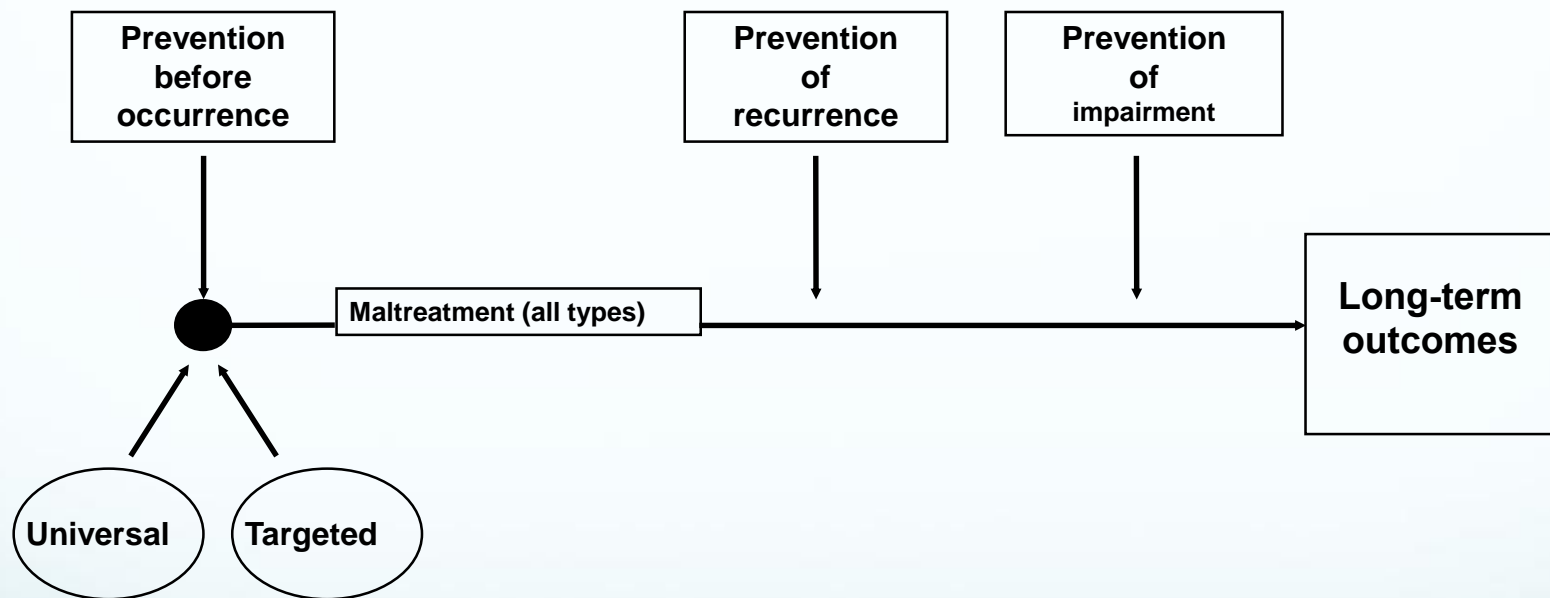 Prevention
before
occurrence
Prevention
of
recurrence
Prevention
of
impairment
Maltreatment (all types)
Long-term
outcomes
Universal
Targeted